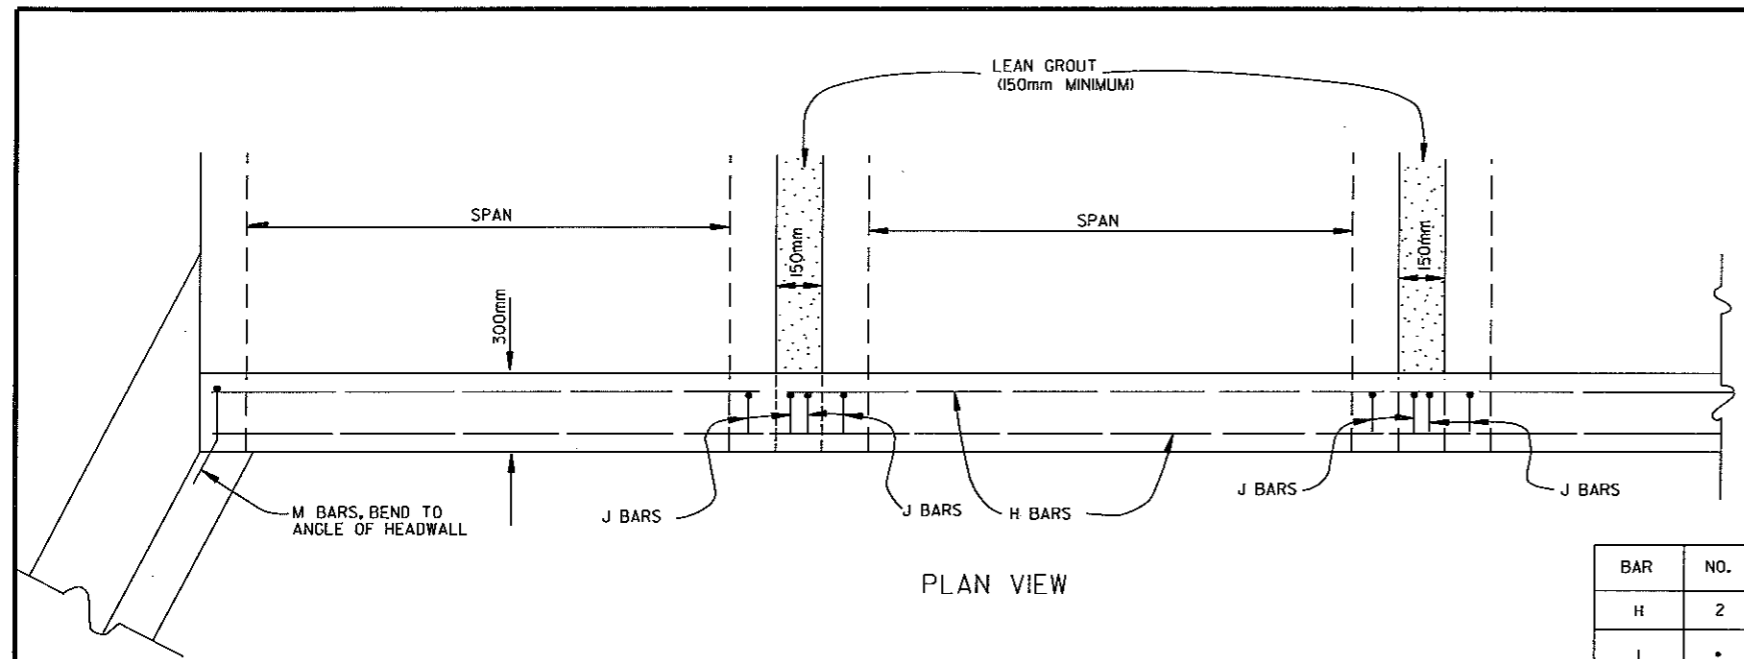 LEAN GROUT
(150mm MINIMUM)
SPAN
SPAN
150mm
150mm
300mm
M BARS, BEND TO
ANGLE OF HEADWALL
J BARS
J BARS
H BARS
J BARS
J BARS
PLAN VIEW
BAR NO.
H 2